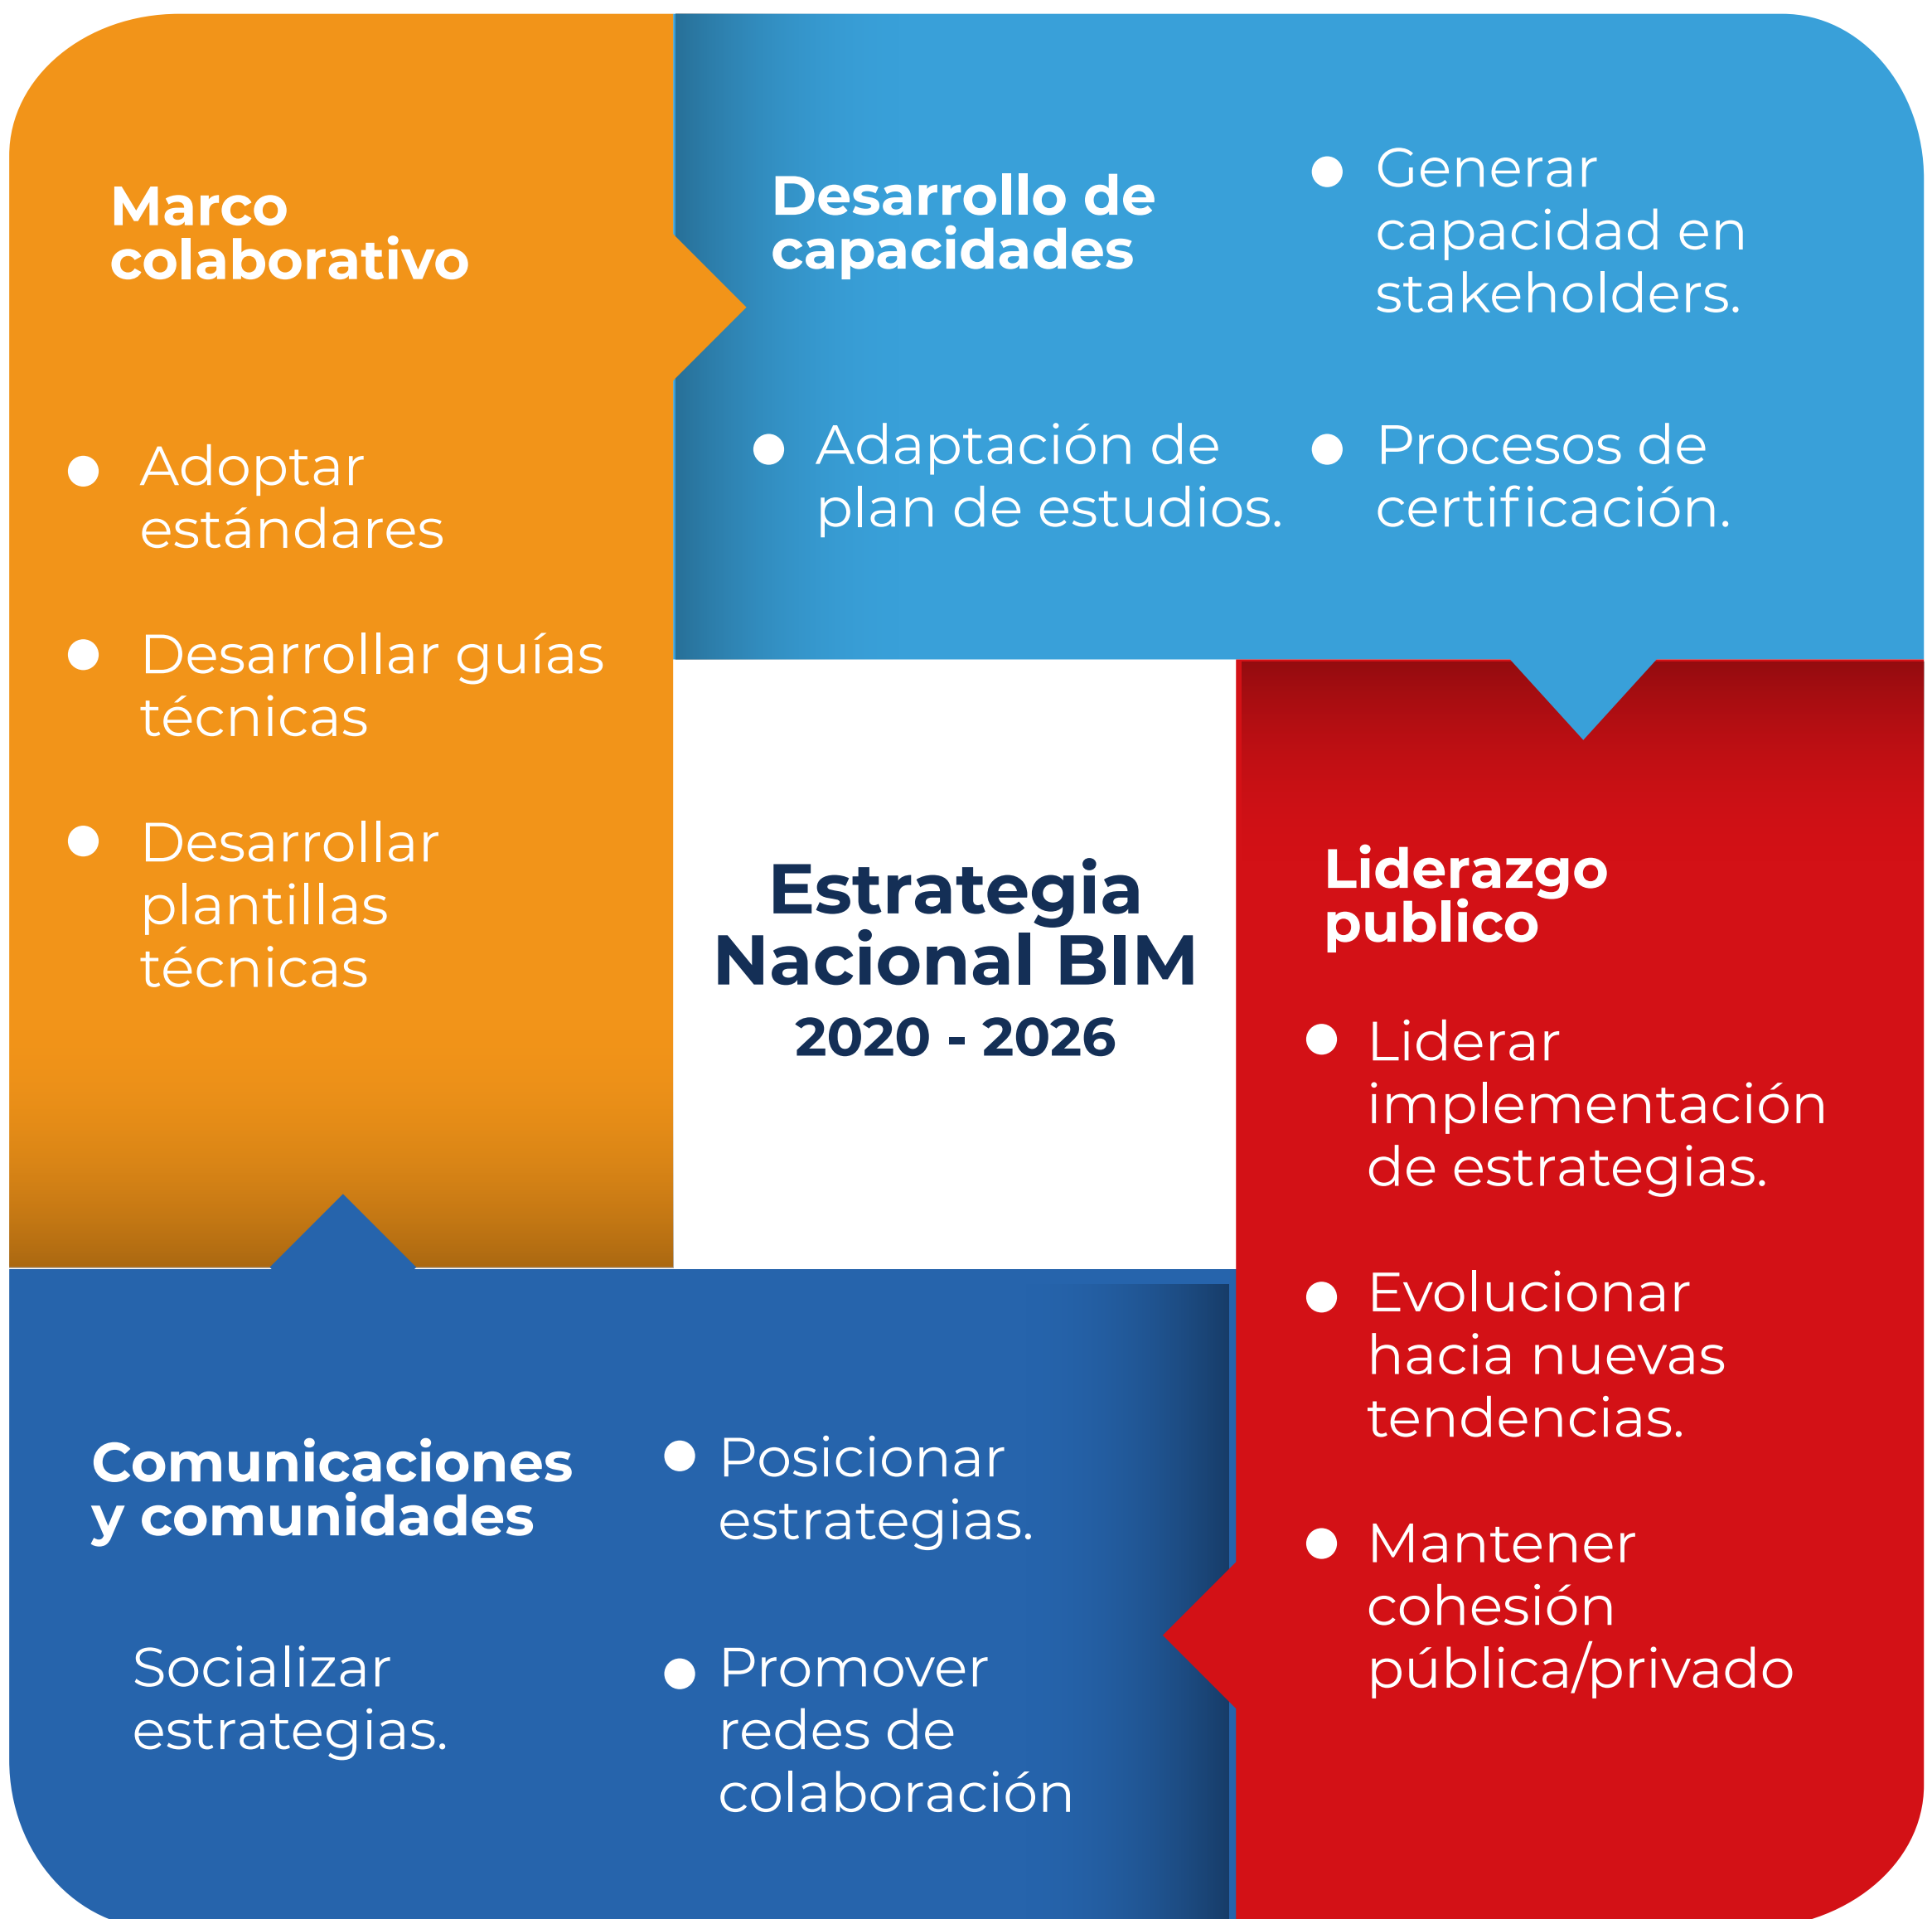 Marco
colaborativo
Adoptar
estándares
Desarrollar guías
técnicas
Desarrollar
plantillas
técnicas
Desarrollo de
capacidades
Adaptación de
plan de estudios.
Generar
capacidad en
stakeholders.
Procesos de
certificación.
Estrategia
Nacional BIM
2020 - 2026
Liderazgo
publico
Liderar
implementación
de estrategias.
Evolucionar
hacia nuevas
tendencias.
Mantener
cohesión
pública/privado
Comunicaciones
y comunidades
Socializar
estrategias.
Posicionar
estrategias.
Promover
redes de
colaboración